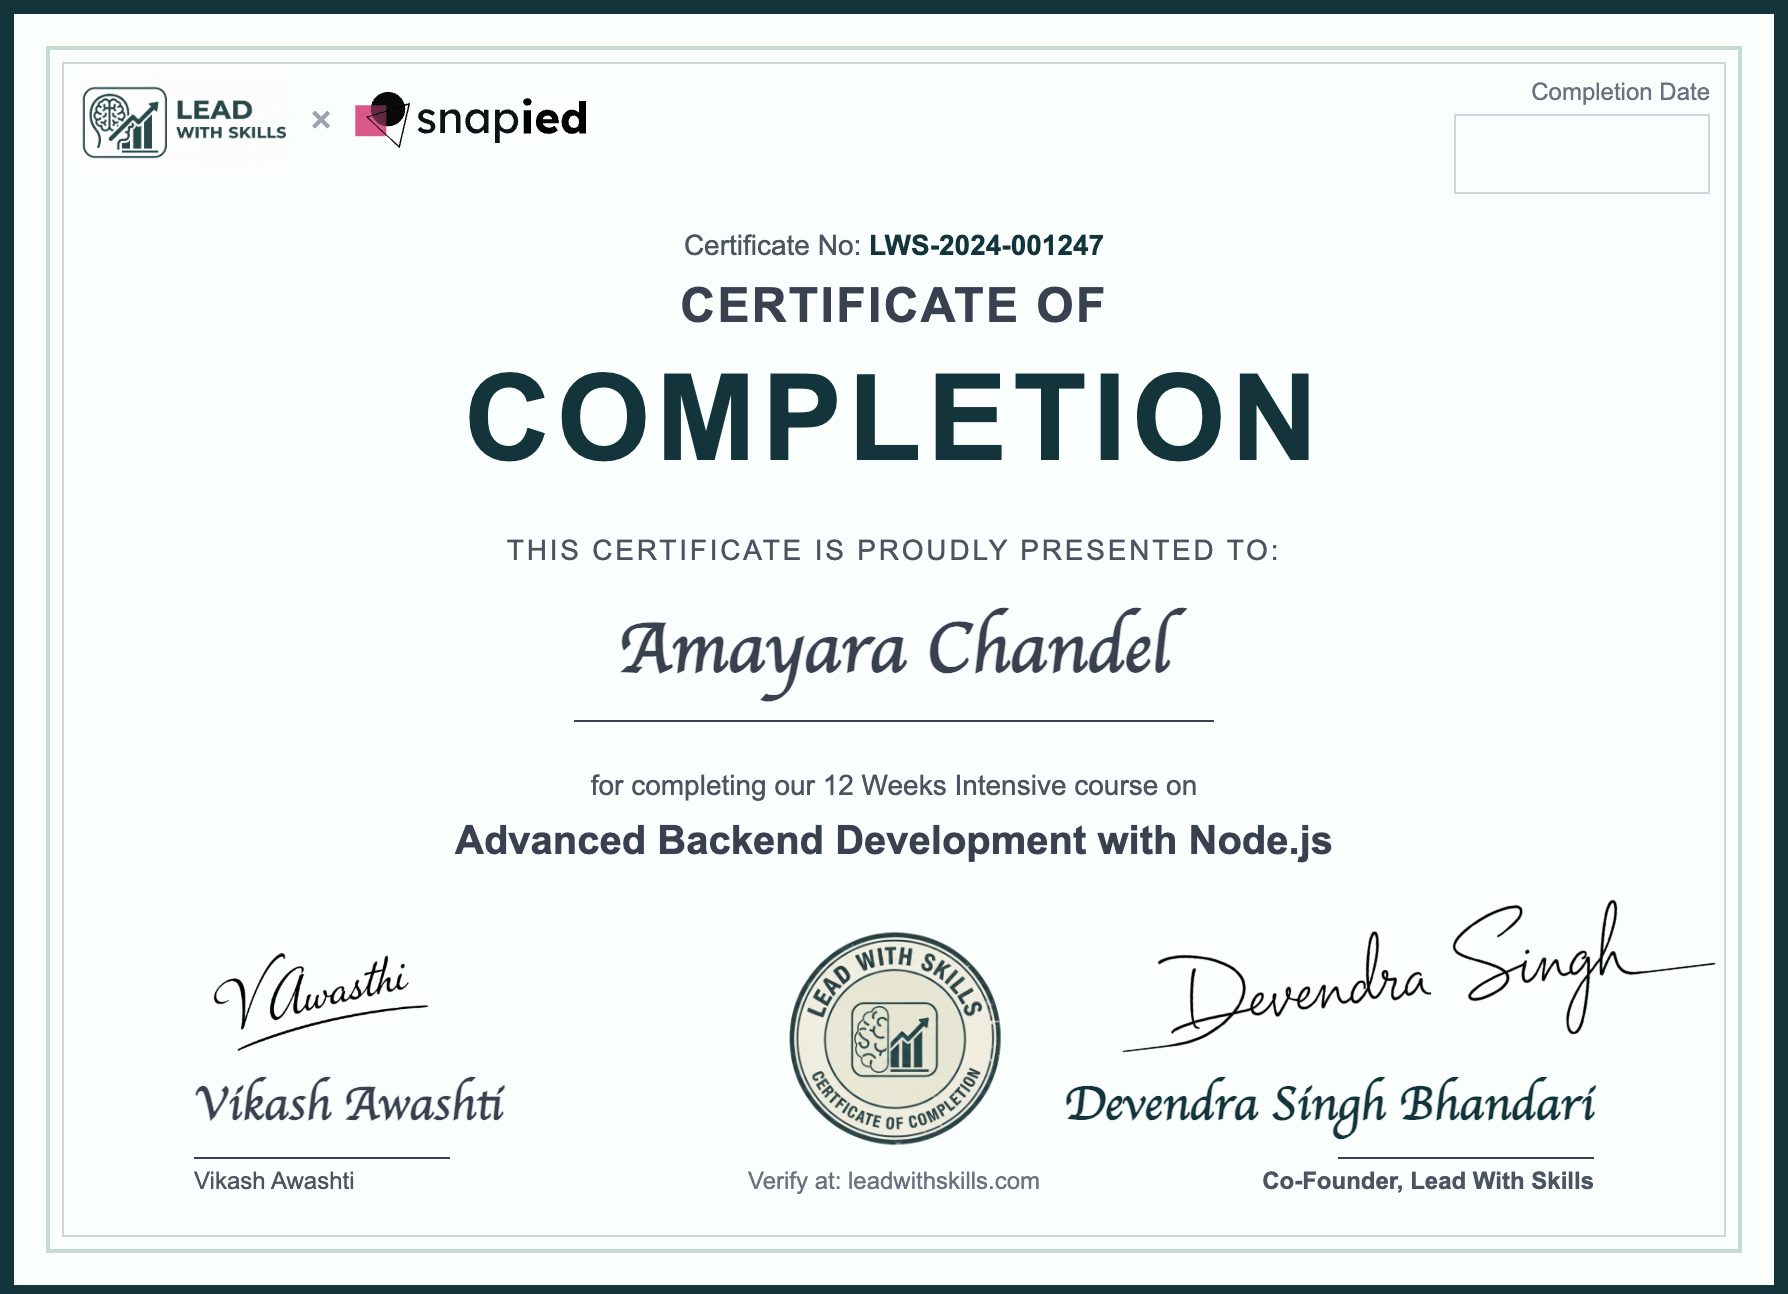 LEAD
WITH SKILLS
×
snapied
Completion Date
Certificate No: LWS-2024-001247
CERTIFICATE OF
COMPLETION
THIS CERTIFICATE IS PROUDLY PRESENTED TO:
Amayara Chandel
for completing our 12 Weeks Intensive course on
Advanced Backend Development with Node.js
V Awasthi
Devendra Singh
LEAD WITH SKILLS
CERTFICATE OF COMPLETION
Vikash Awashti
Devendra Singh Bhandari
Vikash Awashti
Verify at: leadwithskills.com
Co-Founder, Lead With Skills